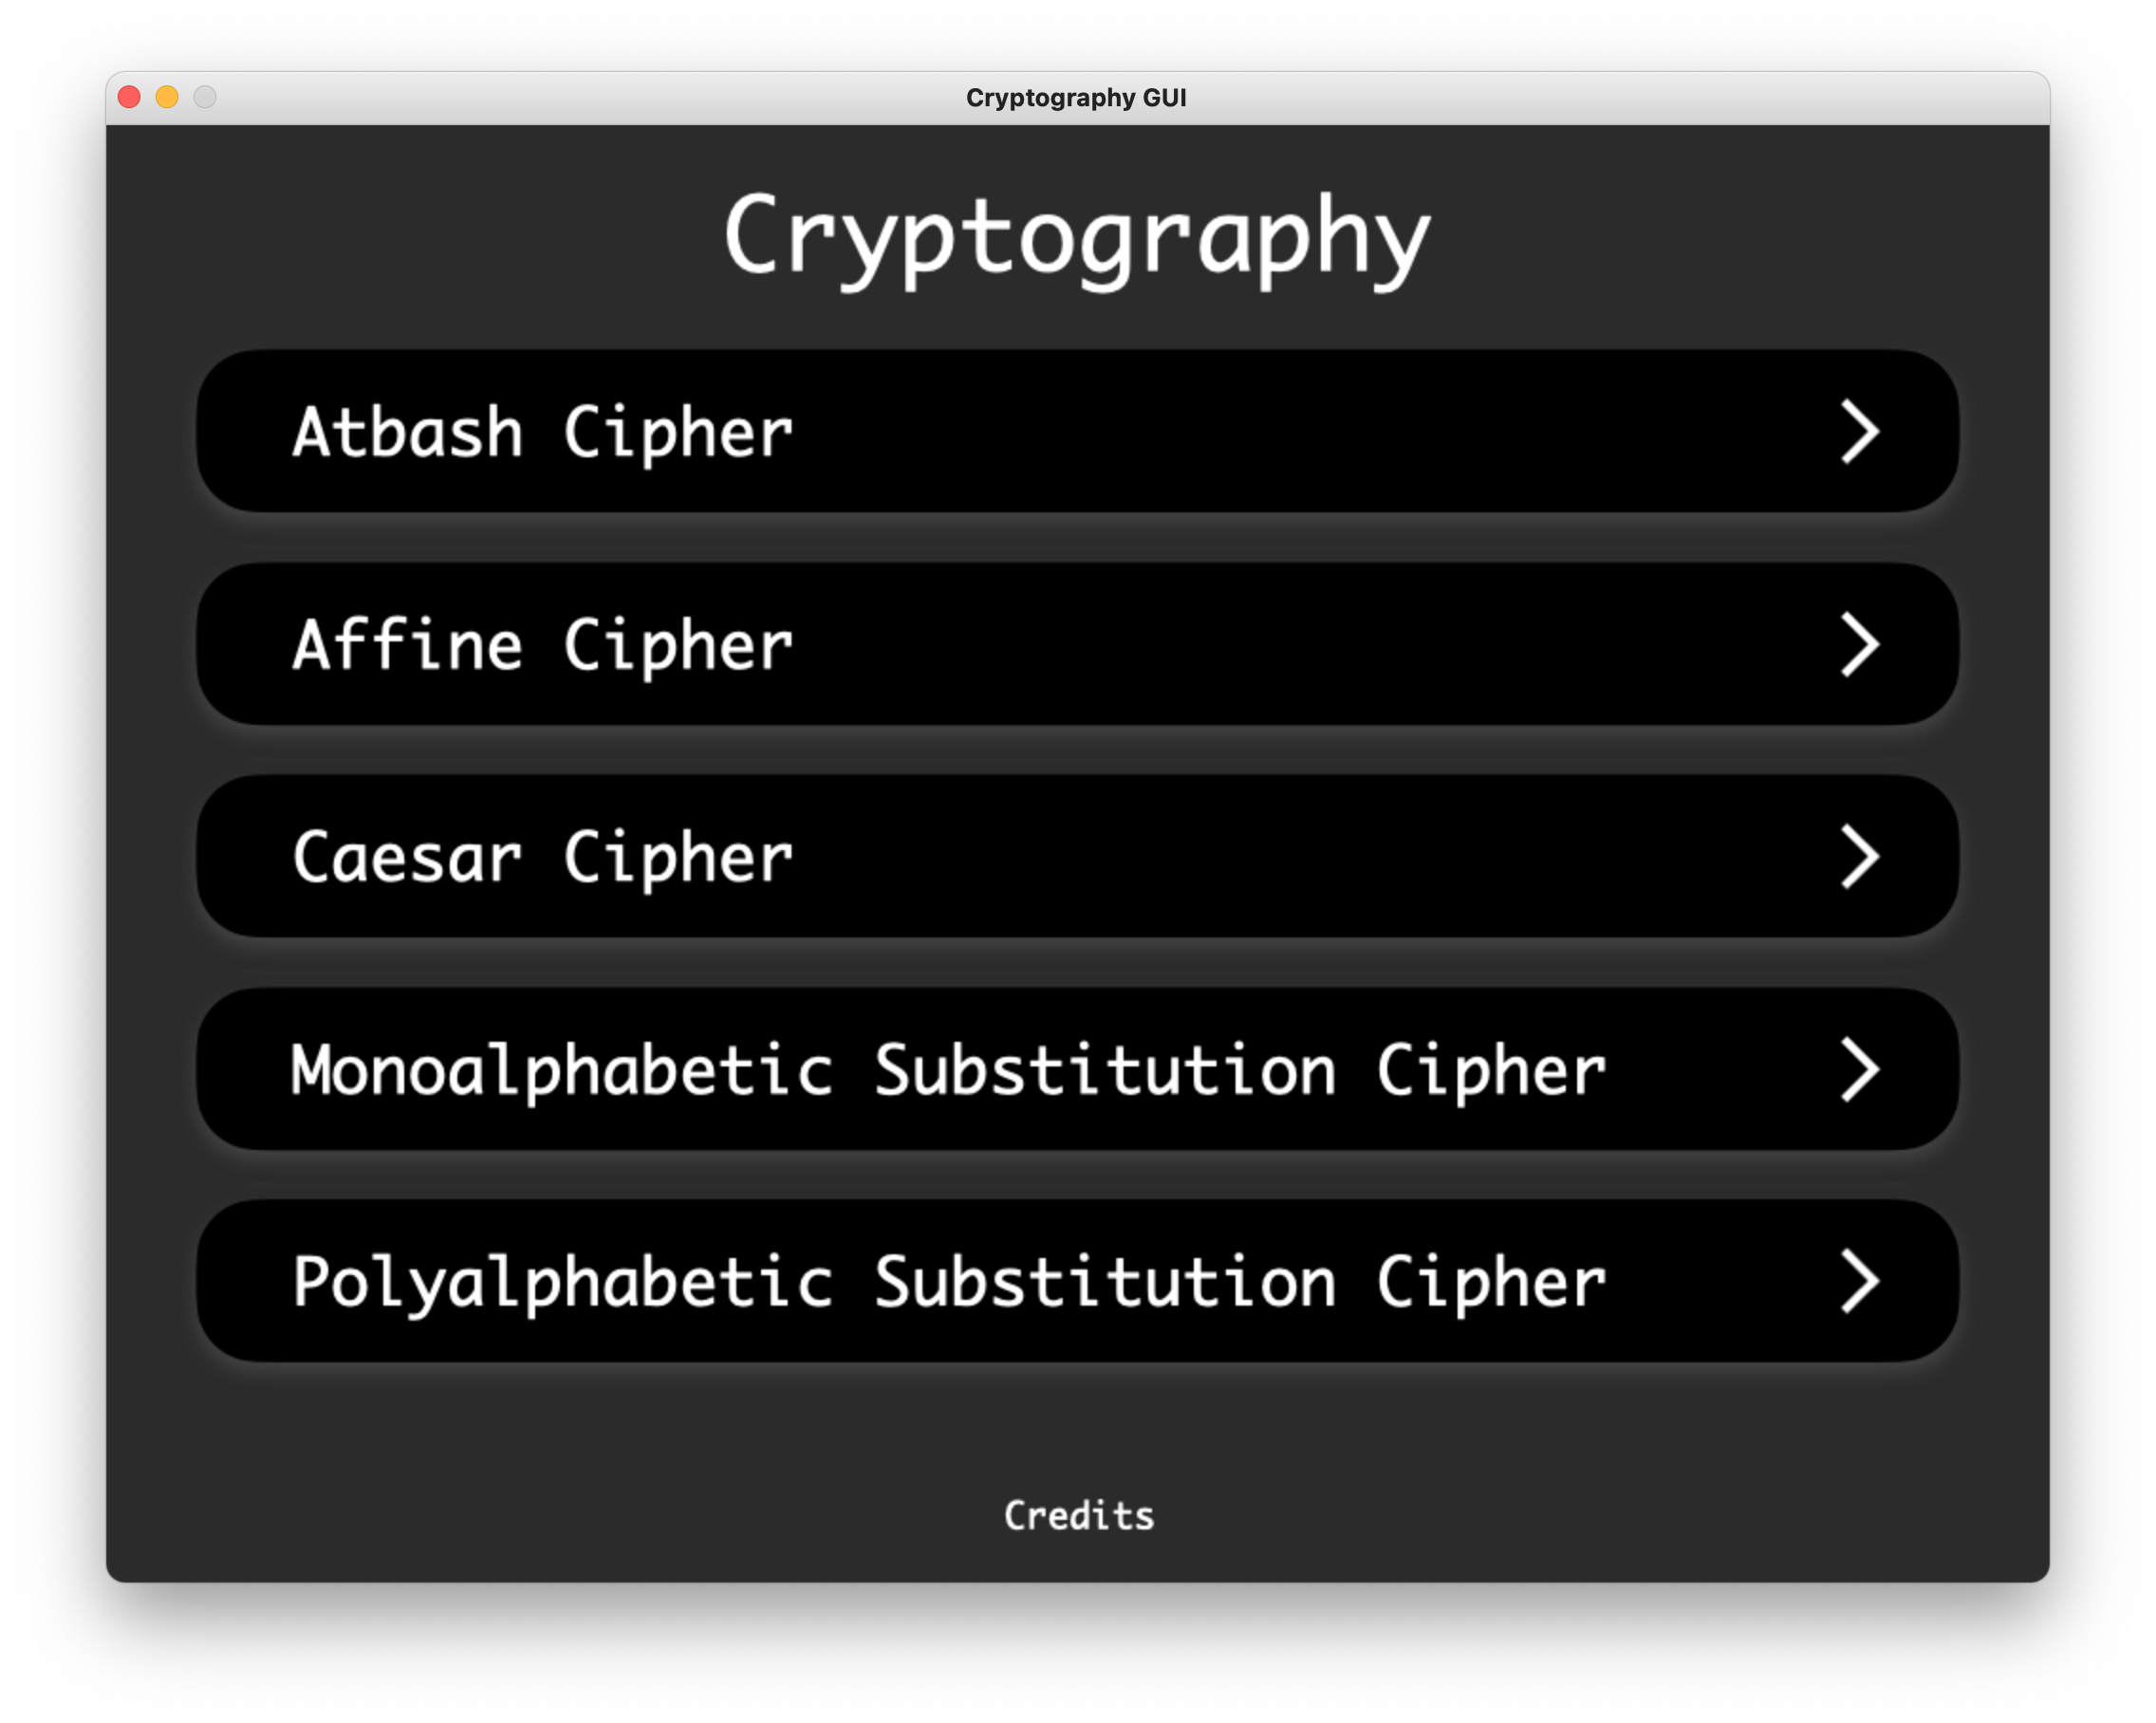 Cryptography GUI
Cryptography
Atbash Cipher
Affine Cipher
Caesar Cipher
Monoalphabetic Substitution Cipher
Polyalphabetic Substitution Cipher
Credits